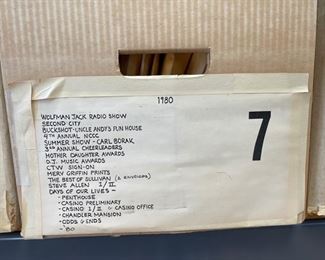 1980
WOLFMAN JACK RADIO SHOW
SECOND CITY
BUCKSHOT-UNCLE ANDY'S FUN HOUSE
4TH ANNUAL NCCC
SUMMER SHOW - CARL BORAK
3RD ANNUAL CHEERLEADERS
MOTHER DAUGHTER AWARDS
D.J. MUSIC AWARDS
CTW SIGN-ON
MERV GRIFFIN PRINTS
THE BEST OF SULLIVAN (2 ENVELOPES)
STEVE ALLEN I/II
DAYS OF OUR LIVES -
- PENTHOUSE
- CASINO PRELIMINARY
- CASINO I/II & CASINO OFFICE
- CHANDLER MANSION
- ODDS & ENDS
7